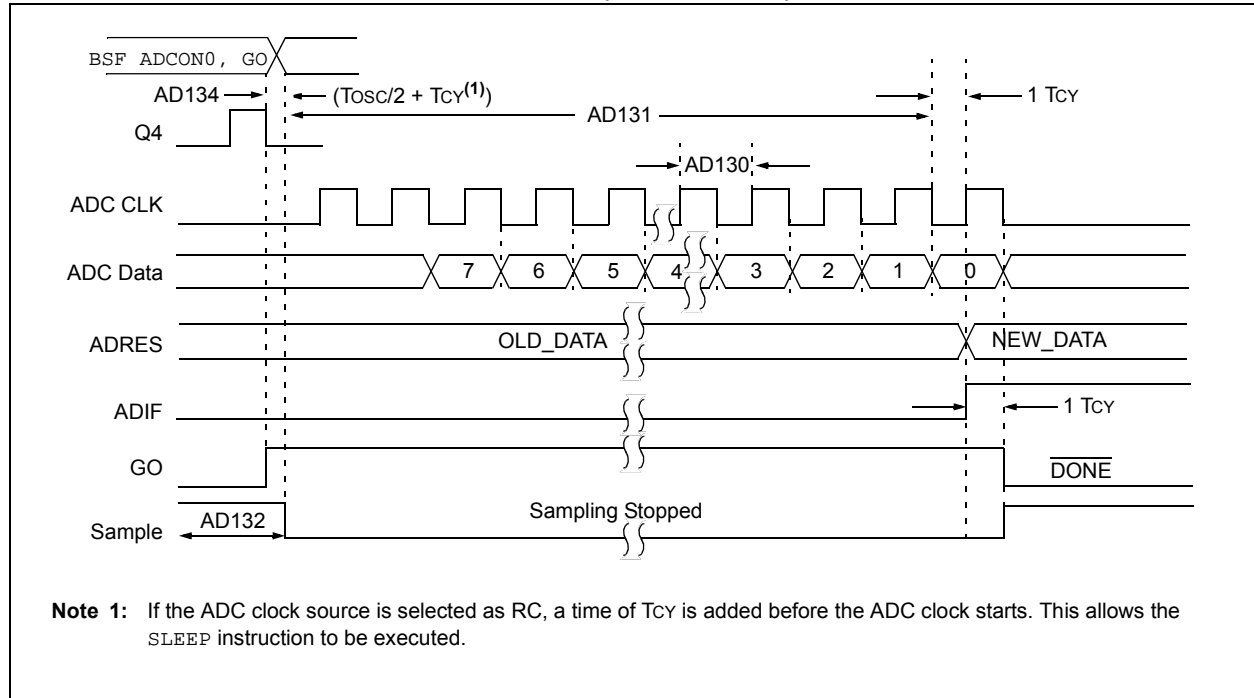 BSF ADCON0, GO
AD134 (TOSC/2 + TCY(1)) 1 TCY
AD131
Q4
AD130
ADC CLK
ADC Data 7 6 5 4 3 2 1 0
ADRES OLD_DATA NEW_DATA
ADIF 1 TCY
GO DONE
Sample AD132 Sampling Stopped
Note 1: If the ADC clock source is selected as RC, a time of TCY is added before the ADC clock starts. This allows the
SLEEP instruction to be executed.